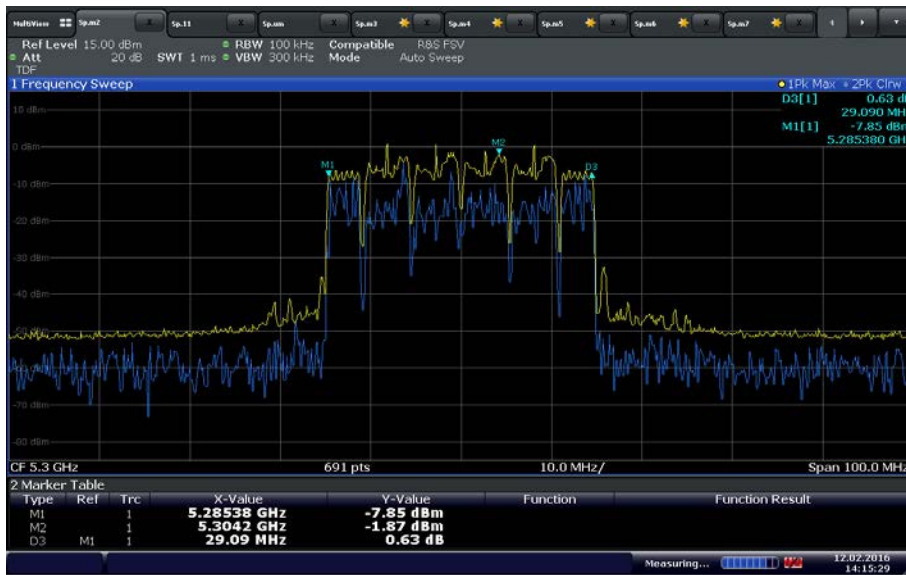 MultiView Sp.m2 X Sp.11 X Sp.um X Sp.m3 X Sp.m4 X Sp.m5 X Sp.m6 X Sp.m7 X
Ref Level 15.00 dBm RBW 100 kHz Compatible R&S FSV
Att 20 dB SWT 1 ms VBW 300 kHz Mode Auto Sweep
TDF
1 Frequency Sweep 1Pk Max 2Pk Clrw
D3[1] 0.63 dB
29.090 MHz
M1[1] -7.85 dBm
5.285380 GHz
10 dBm
0 dBm
M2
M1
D3
-10 dBm
-20 dBm
-30 dBm
-40 dBm
-70 dBm
-80 dBm
CF 5.3 GHz 691 pts 10.0 MHz/ Span 100.0 MHz
2 Marker Table
Type Ref Trc X-Value Y-Value Function Function Result
M1 1 5.28538 GHz -7.85 dBm
M2 1 5.3042 GHz -1.87 dBm
D3 M1 1 29.09 MHz 0.63 dB
Measuring... 12.02.2016
14:15:29